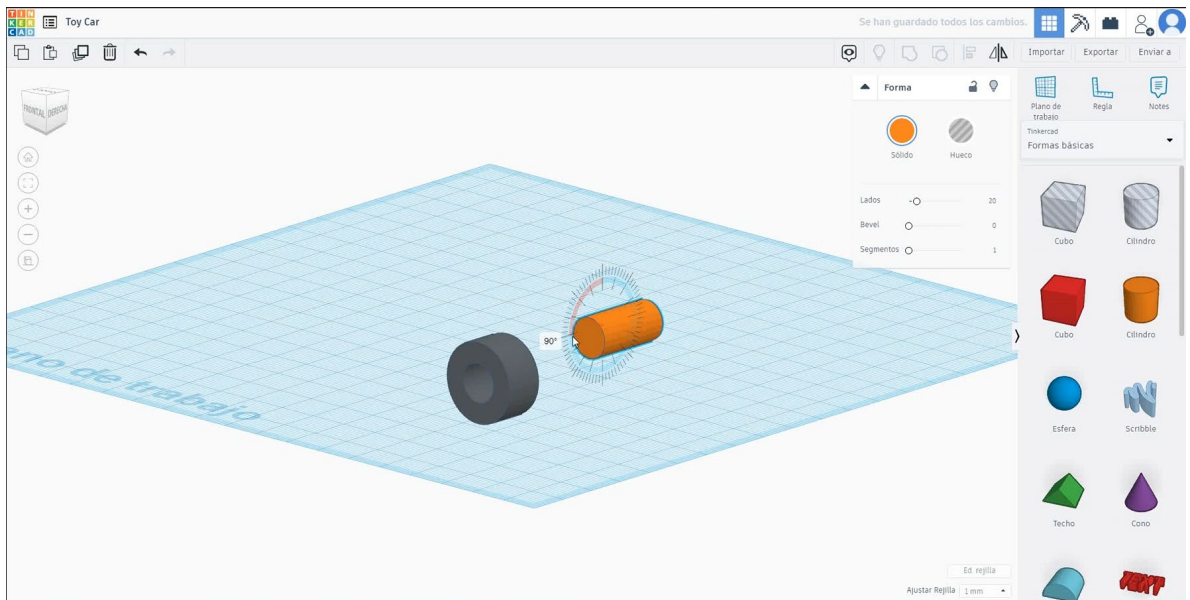 TIN
KER
CAD
Toy Car
Se han guardado todos los cambios.
Importar
Exportar
Enviar a
FRONTAL
DERECHA
Forma
Sólido
Hueco
Lados
20
Bevel
0
Segmentos
1
Plano de
trabajo
Regla
Notes
Tinkercad
Formas básicas
Cubo
Cilindro
Cubo
Cilindro
Esfera
Scribble
Techo
Cono
TEXT
90°
ano de trabajo
Ed. rejilla
Ajustar Rejilla
1 mm